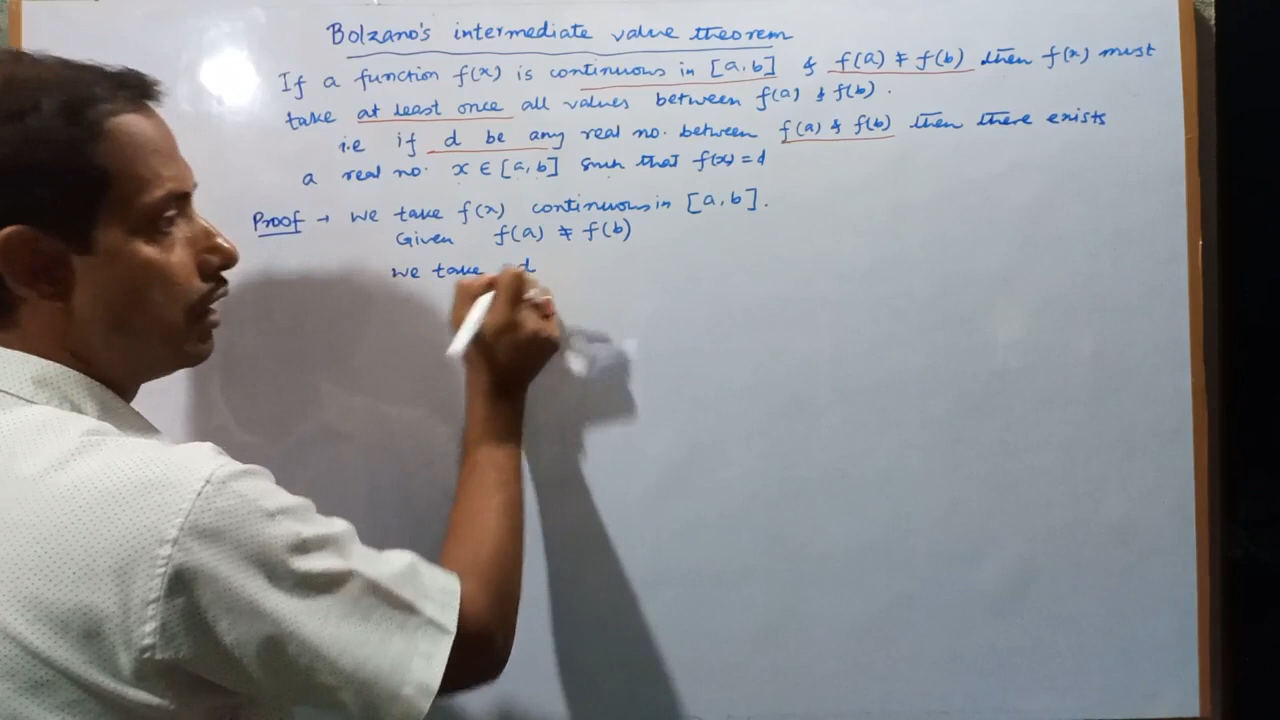 Bolzano's intermediate value theorem
If a function f(x) is continuous in [a,b] & f(a) ≠ f(b) then f(x) must
take at least once all values between f(a) & f(b).
i.e if d be any real no. between f(a) & f(b) then there exists
a real no. x ∈ [a,b] such that f(x) = d
Proof → We take f(x) continuous in [a,b].
Given f(a) ≠ f(b)
we take d